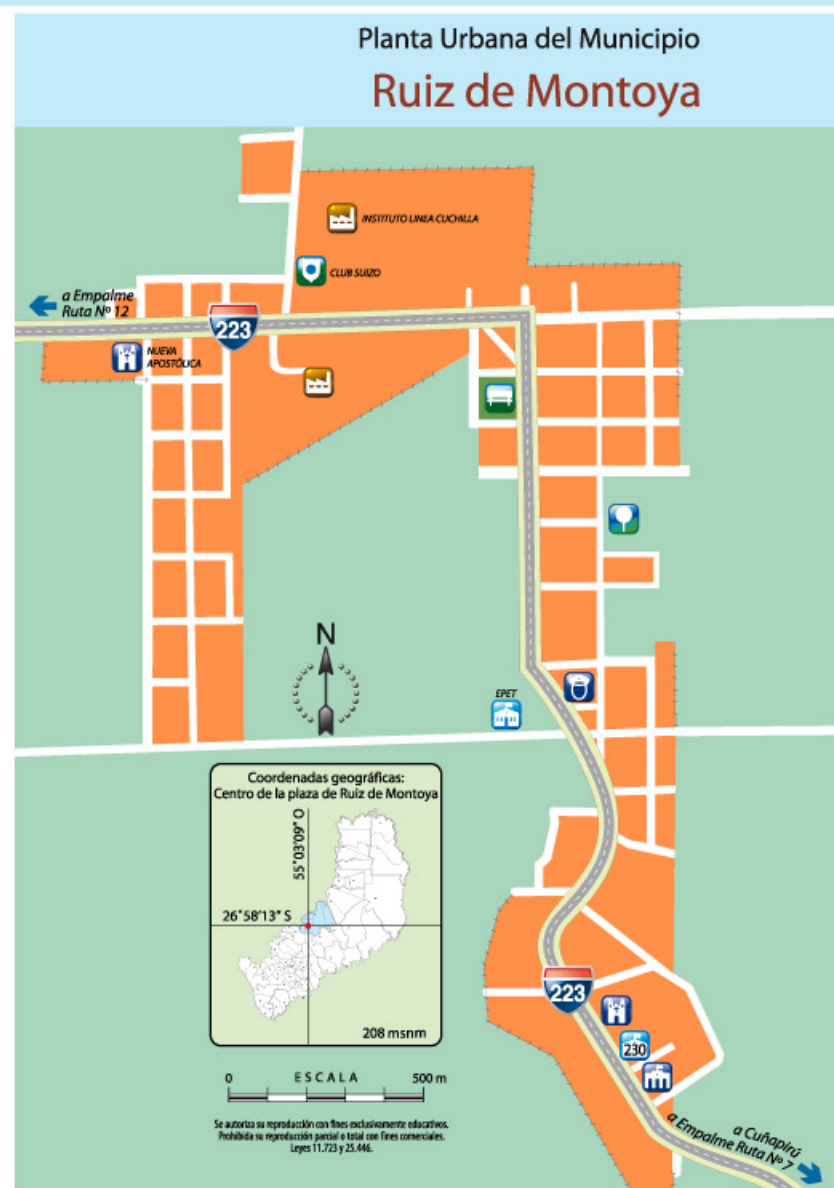 Planta Urbana del Municipio
Ruiz de Montoya
INSTITUTO LINEA CUCHILLA
CLUB SUIZO
a Empalme
Ruta Nº 12
223
NUEVA
APOSTÓLICA
N
EPET
Coordenadas geográficas:
Centro de la plaza de Ruiz de Montoya
55°03'09" O
26°58'13" S
208 msnm
223
230
0 ESCALA 500 m
Se autoriza su reproducción con fines exclusivamente educativos.
Prohibida su reproducción parcial o total con fines comerciales.
Leyes 11.723 y 25.446.
a Cuñapirú
a Empalme Ruta Nº 7